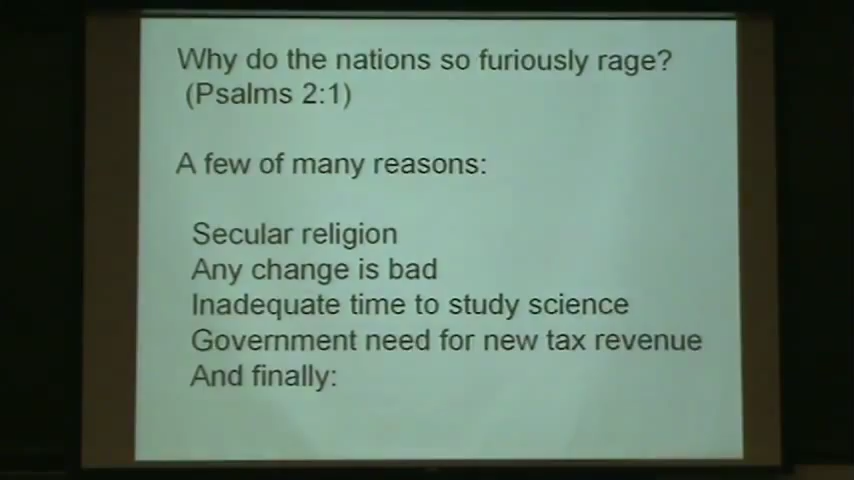 Why do the nations so furiously rage?
(Psalms 2:1)
A few of many reasons:
Secular religion
Any change is bad
Inadequate time to study science
Government need for new tax revenue
And finally: